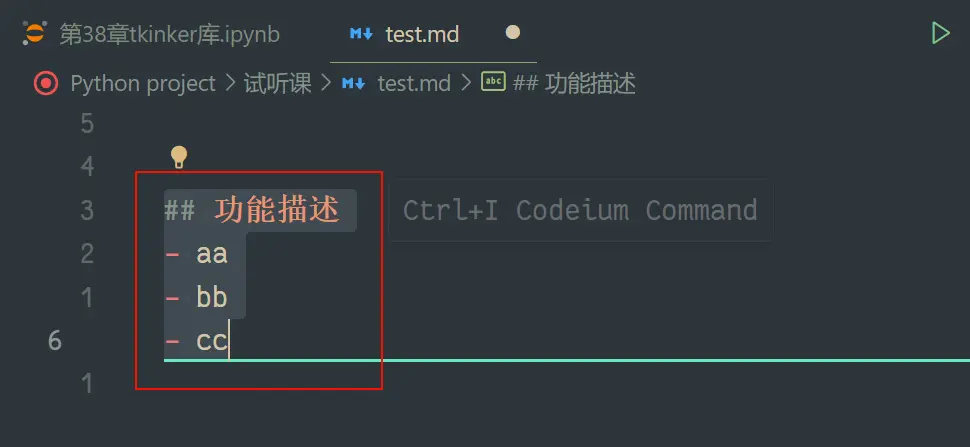 第38章tkinker库.ipynb test.md
Python project > 试听课 > test.md > ## 功能描述
5
4
3 ## 功能描述 Ctrl+I Codeium Command
2 - aa
1 - bb
6 - cc
1